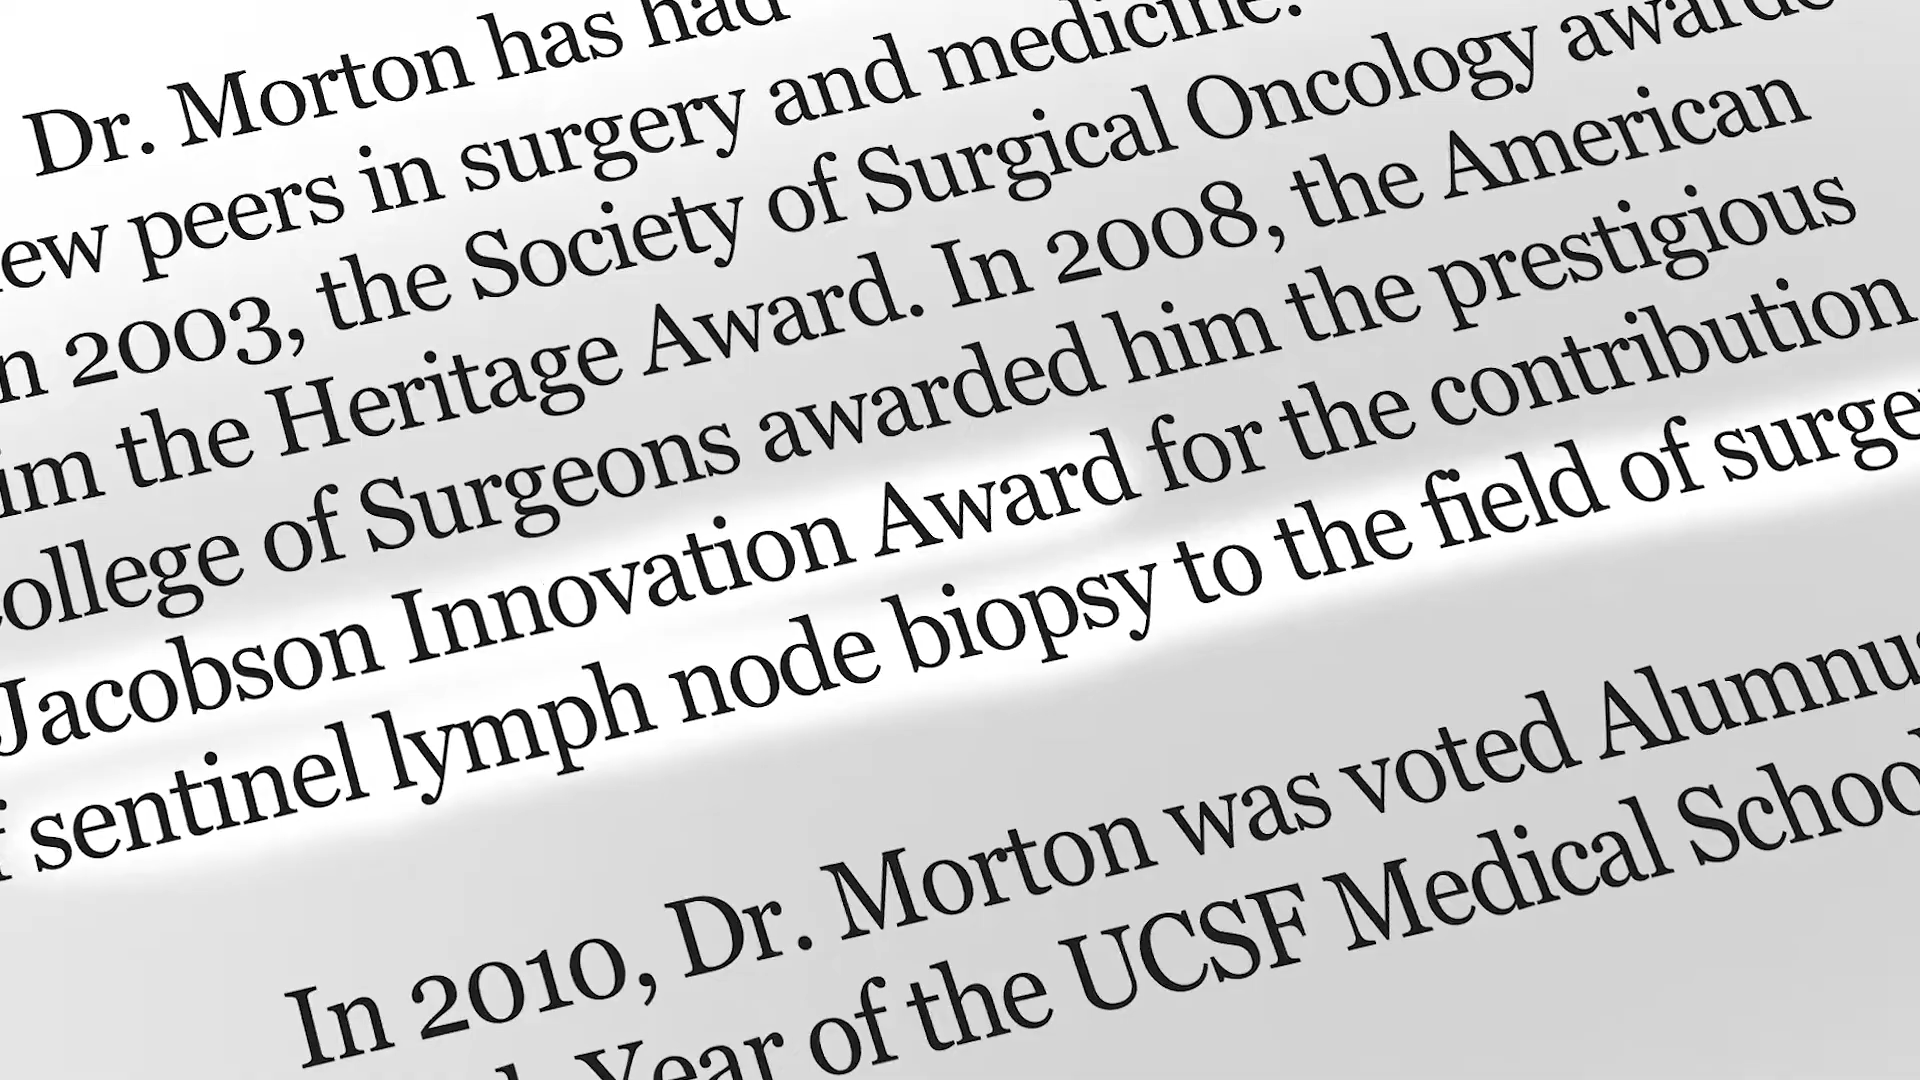 Dr. Morton has had
ew peers in surgery and medicine.
n 2003, the Society of Surgical Oncology awarde
im the Heritage Award. In 2008, the American
ollege of Surgeons awarded him the prestigious
Jacobson Innovation Award for the contribution
f sentinel lymph node biopsy to the field of surge
In 2010, Dr. Morton was voted Alumnus
Year of the UCSF Medical School